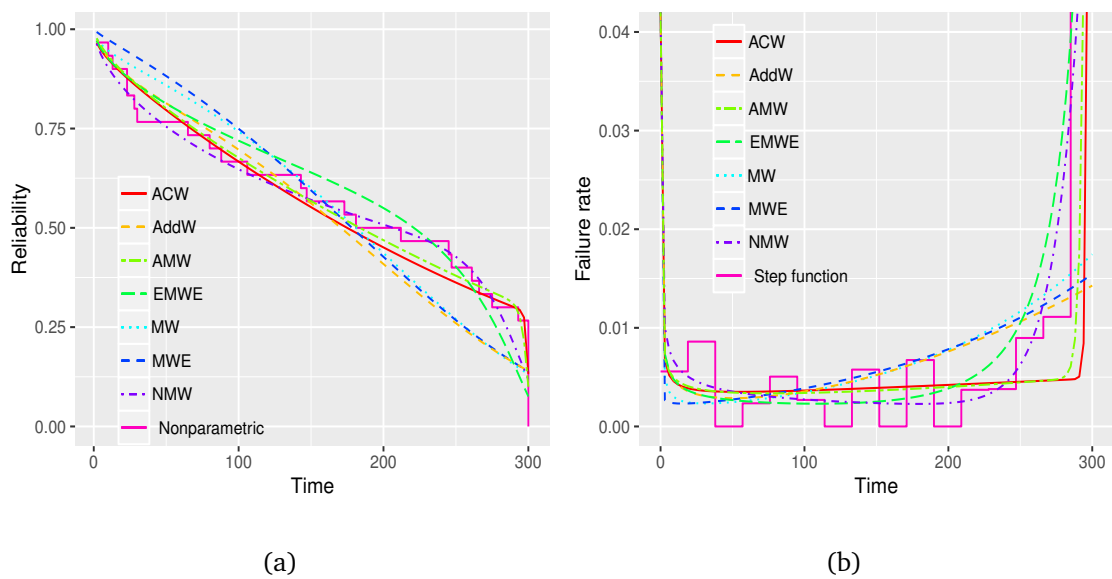 1.00
0.75
0.50
0.25
0.00
Reliability
ACW
AddW
AMW
EMWE
MW
MWE
NMW
Nonparametric
0 100 200 300
Time
(a)
0.04
0.03
0.02
0.01
0.00
Failure rate
ACW
AddW
AMW
EMWE
MW
MWE
NMW
Step function
0 100 200 300
Time
(b)